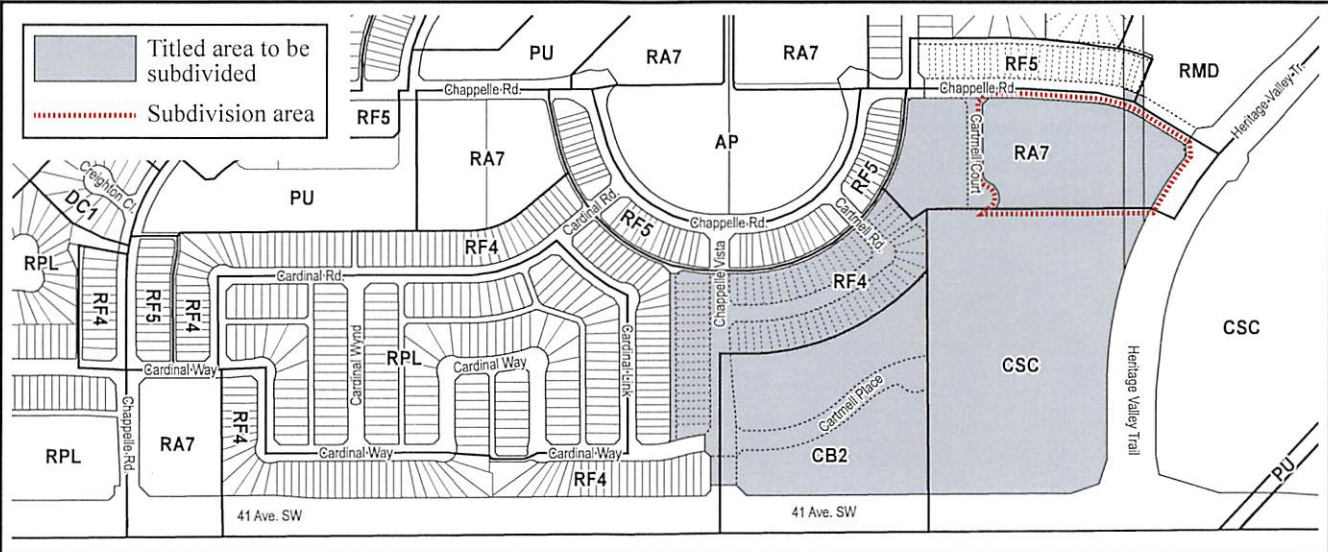 Titled area to be
subdivided
Subdivision area
PU
RA7
RA7
RF5
RMD
Heritage Valley Tr.
Chappelle Rd.
Chappelle Rd.
RF5
Cartmell Court
RA7
AP
RA7
RF5
Creighton Cl.
DC1
PU
Cardinal Rd.
RF5
Chappelle Rd.
Cartmell Rd.
RF4
RPL
Cardinal Rd.
Chappelle Vista
RF4
RF4
RF5
RF4
Cardinal Wynd
RPL
Cardinal Way
Cardinal Link
CSC
CSC
Heritage Valley Trail
Cardinal Way
Cartmell Place
Chappelle Rd.
RF4
RPL
RA7
Cardinal Way
Cardinal Way
CB2
RF4
PU
41 Ave. SW
41 Ave. SW